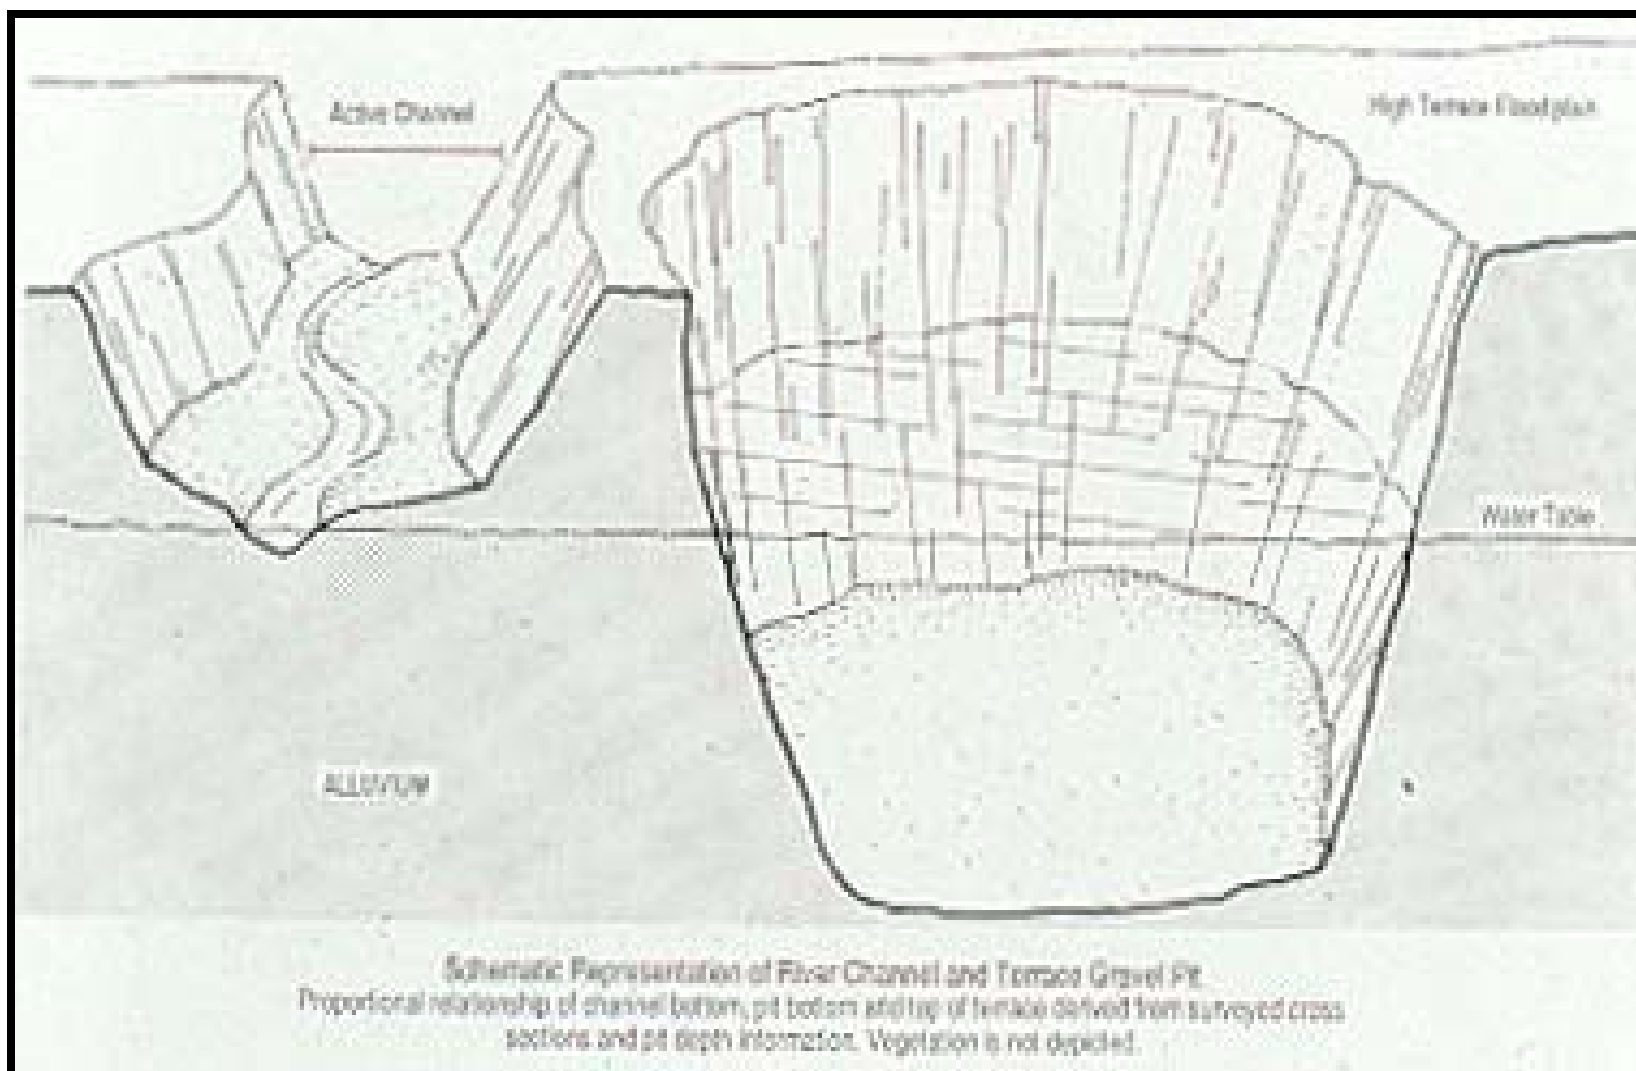 Active Channel
High Terrace Floodplain
Water Table
ALLUVIUM
Schematic Representation of River Channel and Terrace Gravel Pit
Proportional relationship of channel bottom, pit bottom and top of terrace derived from surveyed cross
sections and pit depth information. Vegetation is not depicted.